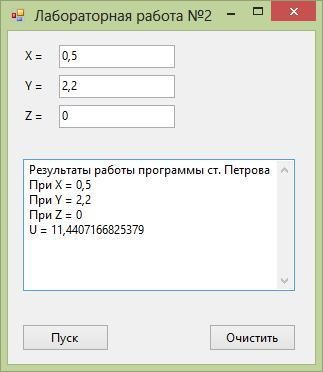 Лабораторная работа №2
X = 0,5
Y = 2,2
Z = 0
Результаты работы программы ст. Петрова
При X = 0,5
При Y = 2,2
При Z = 0
U = 11,4407166825379
Пуск Очистить